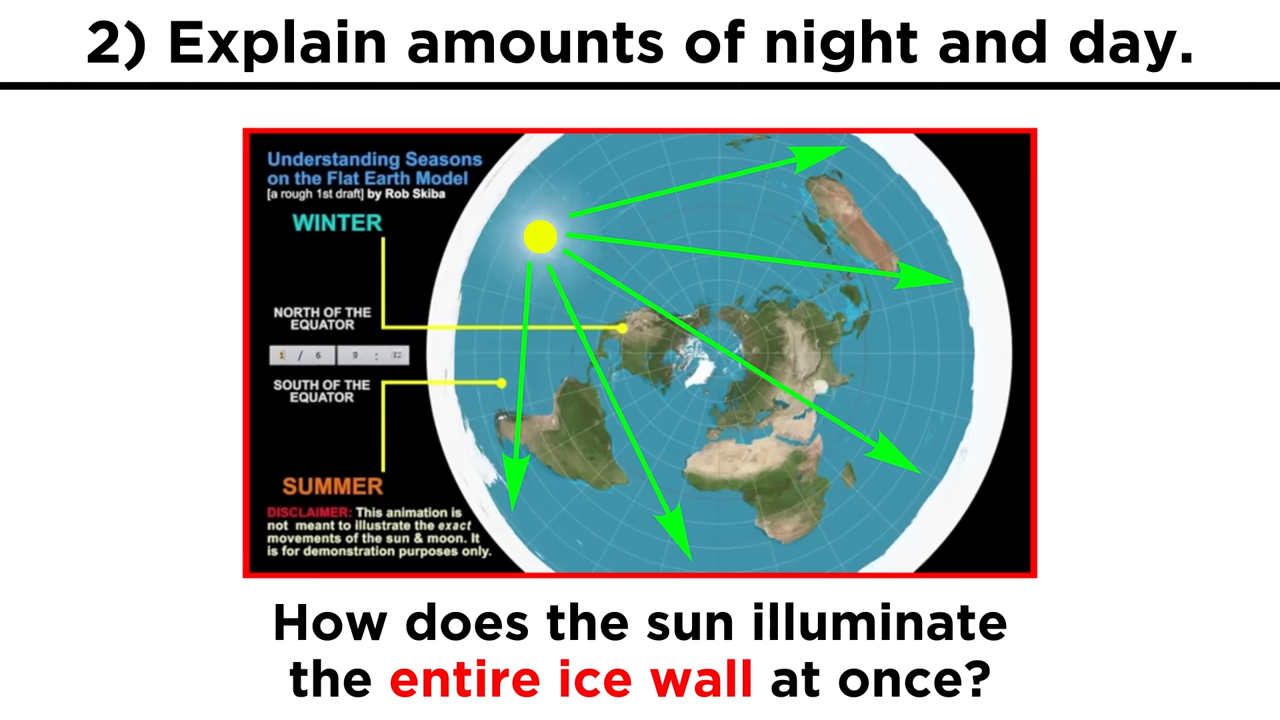 2) Explain amounts of night and day.
Understanding Seasons
on the Flat Earth Model
[a rough 1st draft] by Rob Skiba
WINTER
NORTH OF THE
EQUATOR
1 / 6 9 : 
SOUTH OF THE
EQUATOR
SUMMER
DISCLAIMER: This animation is
not meant to illustrate the exact
movements of the sun & moon. It
is for demonstration purposes only.
How does the sun illuminate
the entire ice wall at once?